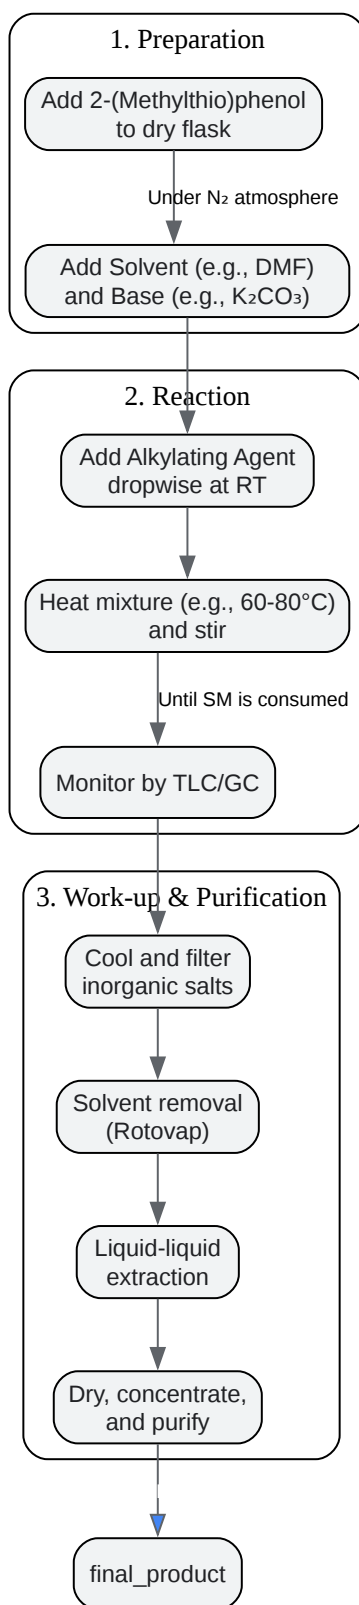 1. Preparation
Add 2-(Methylthio)phenol
to dry flask
Under N₂ atmosphere
Add Solvent (e.g., DMF)
and Base (e.g., K₂CO₃)
2. Reaction
Add Alkylating Agent
dropwise at RT
Heat mixture (e.g., 60-80°C)
and stir
Until SM is consumed
Monitor by TLC/GC
3. Work-up & Purification
Cool and filter
inorganic salts
Solvent removal
(Rotovap)
Liquid-liquid
extraction
Dry, concentrate,
and purify
final_product